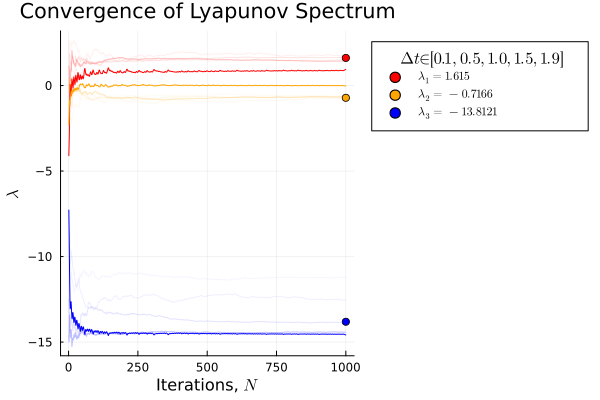 Convergence of Lyapunov Spectrum
0
−5
−10
−15
λ
0
250
500
750
1000
Iterations, N
Δt∈[0.1, 0.5, 1.0, 1.5, 1.9]
λ₁ = 1.615
λ₂ = − 0.7166
λ₃ = − 13.8121